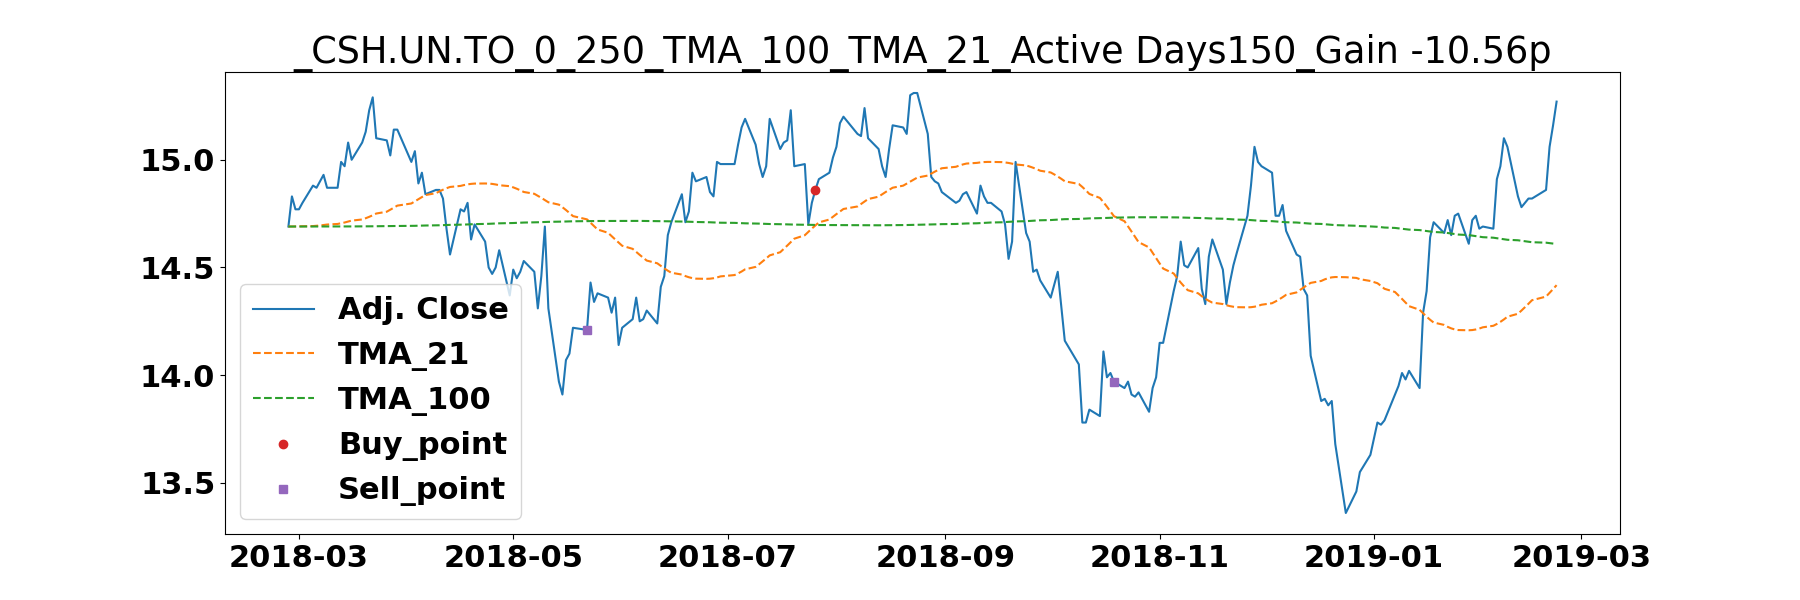 _CSH.UN.TO_0_250_TMA_100_TMA_21_Active Days150_Gain -10.56p
15.0
14.5
14.0
13.5
Adj. Close
TMA_21
TMA_100
Buy_point
Sell_point
2018-03 2018-05 2018-07 2018-09 2018-11 2019-01 2019-03